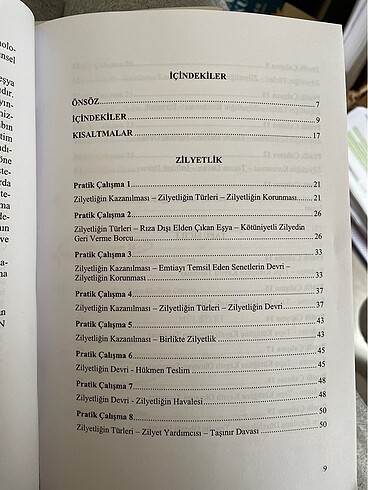 İÇİNDEKİLER
ÖNSÖZ 7
İÇİNDEKİLER 9
KISALTMALAR 17
ZİLYETLİK
Pratik Çalışma 1 21
Zilyetliğin Kazanılması – Zilyetliğin Türleri – Zilyetliğin Korunması 21
Pratik Çalışma 2 26
Zilyetliğin Türleri – Rıza Dışı Elden Çıkan Eşya – Kötüniyetli Zilyedin
Geri Verme Borcu 26
Pratik Çalışma 3 33
Zilyetliğin Kazanılması – Emtiayı Temsil Eden Senetlerin Devri –
Zilyetliğin Korunması 33
Pratik Çalışma 4 37
Zilyetliğin Kazanılması – Zilyetliğin Türleri – Zilyetliğin Devri 37
Pratik Çalışma 5 43
Zilyetliğin Kazanılması – Birlikte Zilyetlik 43
Pratik Çalışma 6 45
Zilyetliğin Devri - Hükmen Teslim 45
Pratik Çalışma 7 48
Zilyetliğin Devri - Zilyetliğin Havalesi 48
Pratik Çalışma 8 50
Zilyetliğin Türleri – Zilyet Yardımcısı – Taşınır Davası 50
9